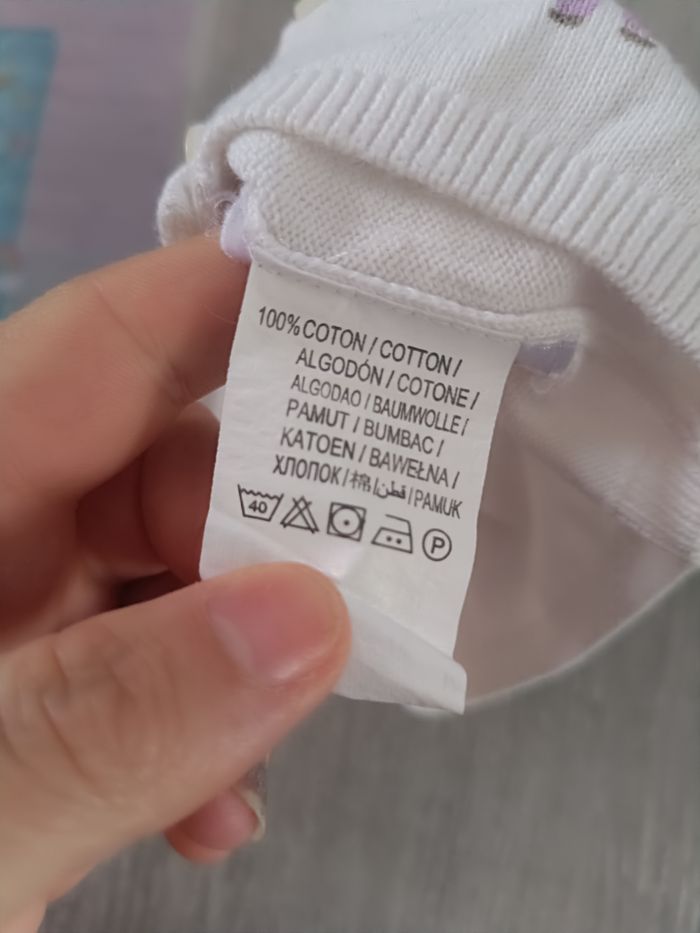 100% COTON / COTTON /
ALGODÓN / COTONE /
ALGODAO / BAUMWOLLE /
PAMUT / BUMBAC /
KATOEN / BAWEŁNA /
ХЛОПОК / 棉 / قطن / PAMUK
40 P